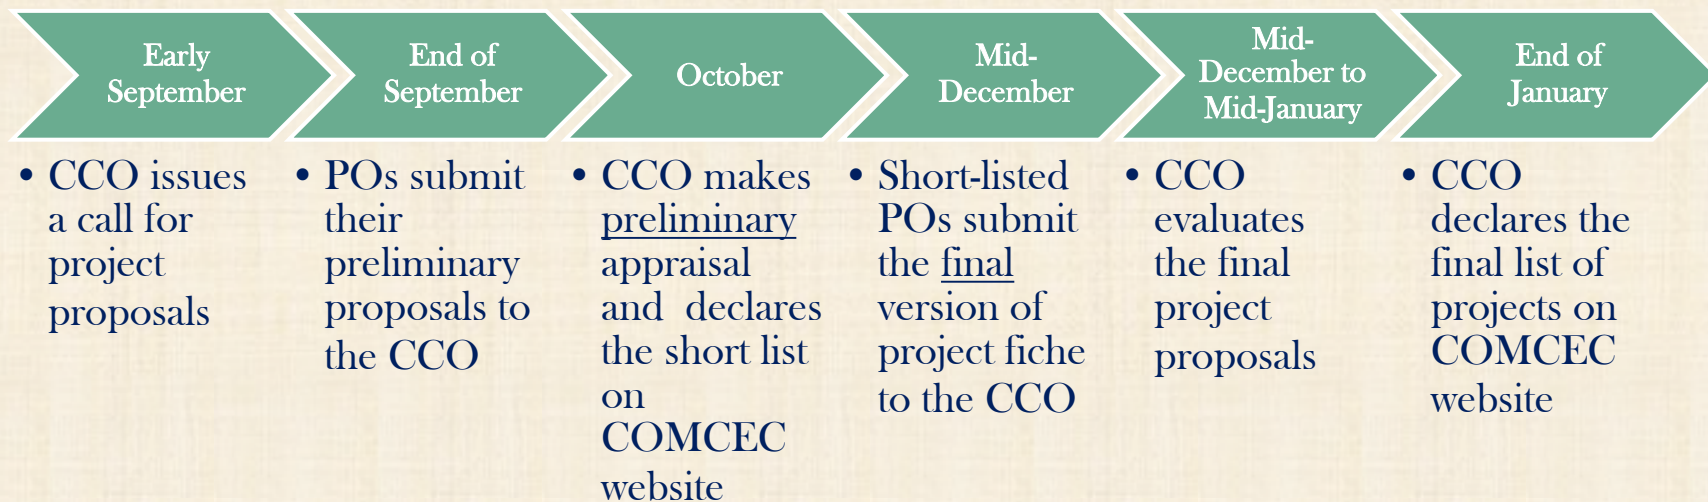 Early
September
End of
September
October
Mid-
December
Mid-
December to
Mid-January
End of
January
• CCO issues
a call for
project
proposals
• POs submit
their
preliminary
proposals to
the CCO
• CCO makes
preliminary
appraisal
and declares
the short list
on
COMCEC
website
• Short-listed
POs submit
the final
version of
project fiche
to the CCO
• CCO
evaluates
the final
project
proposals
• CCO
declares the
final list of
projects on
COMCEC
website